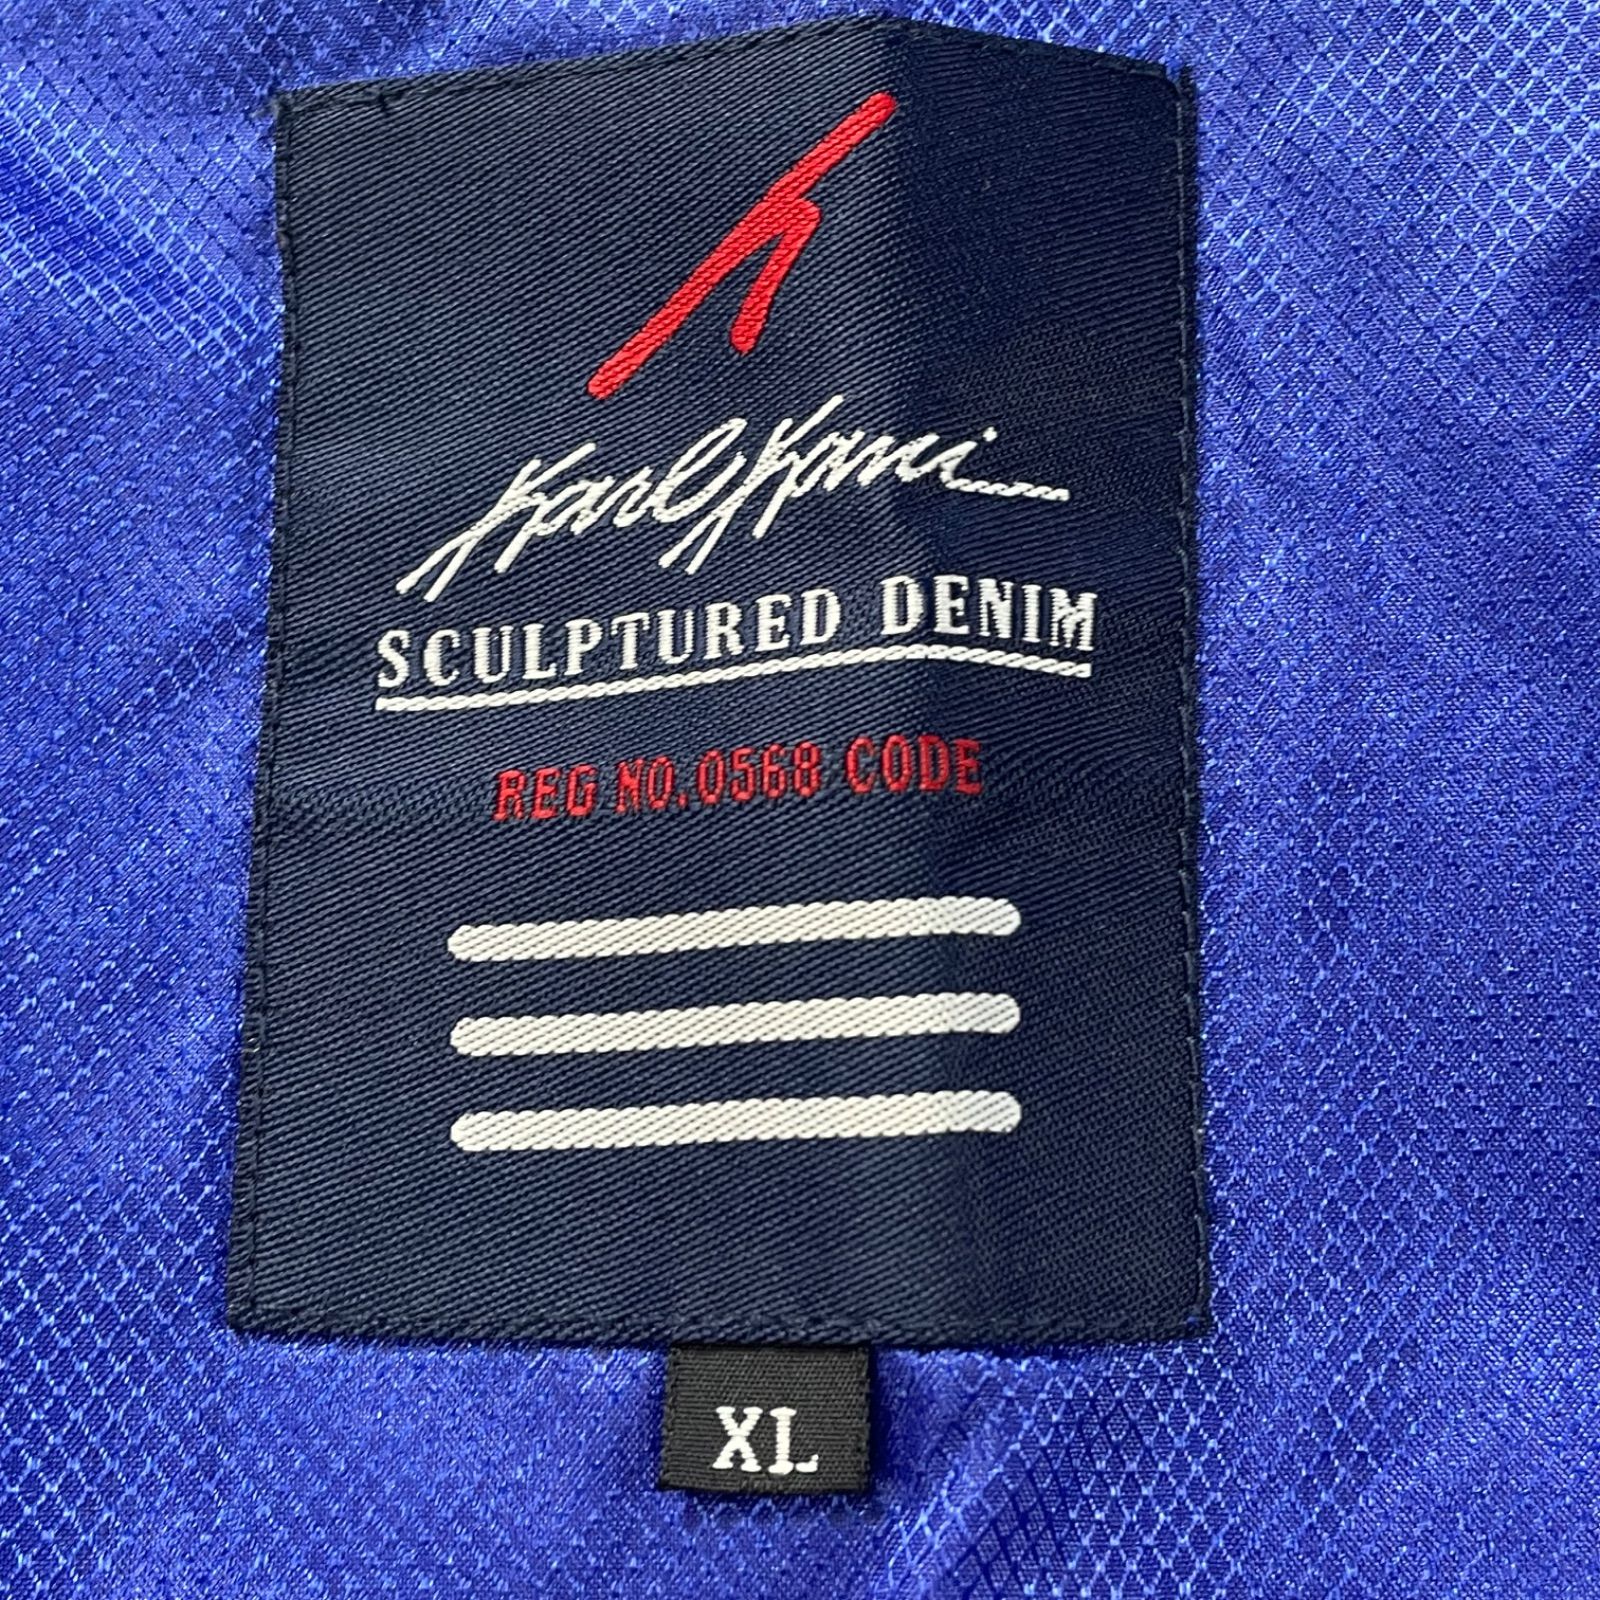 Karl Kani
SCULPTURED DENIM
REG NO.0568 CODE
XL